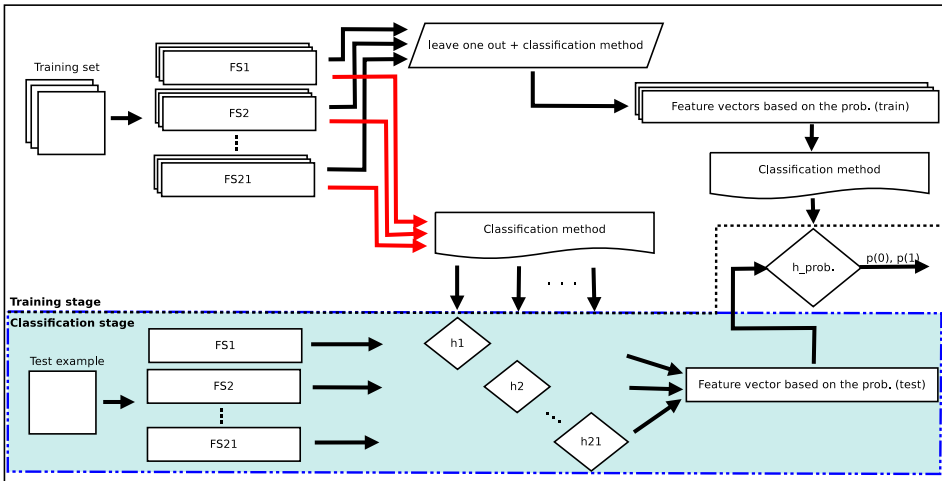 Training set
FS1
FS2
FS21
leave one out + classification method
Feature vectors based on the prob. (train)
Classification method
Classification method
h_prob.
p(0), p(1)
. . . .
Training stage
Classification stage
Test example
FS1
FS2
FS21
h1
h2
h21
Feature vector based on the prob. (test)